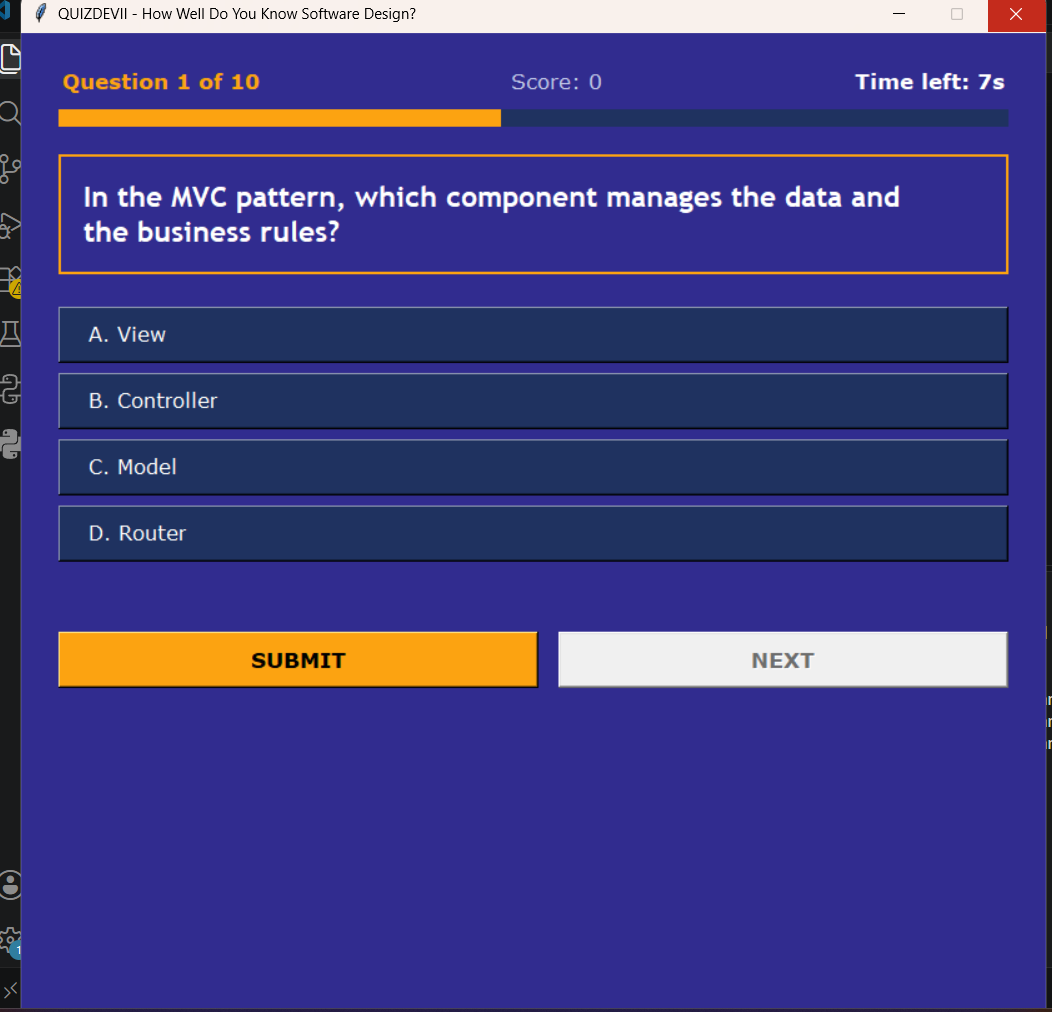 QUIZDEVII - How Well Do You Know Software Design?
Question 1 of 10 Score: 0 Time left: 7s
In the MVC pattern, which component manages the data and
the business rules?
A. View
B. Controller
C. Model
D. Router
SUBMIT NEXT